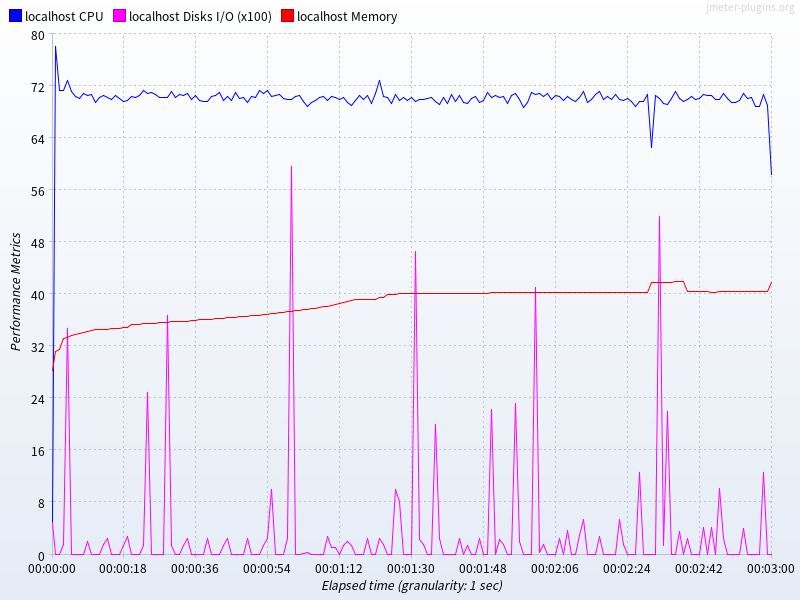 jmeter-plugins.org
localhost CPU localhost Disks I/O (x100) localhost Memory
80
72
64
56
48
40
32
24
16
8
0
Performance Metrics
00:00:00 00:00:18 00:00:36 00:00:54 00:01:12 00:01:30 00:01:48 00:02:06 00:02:24 00:02:42 00:03:00
Elapsed time (granularity: 1 sec)